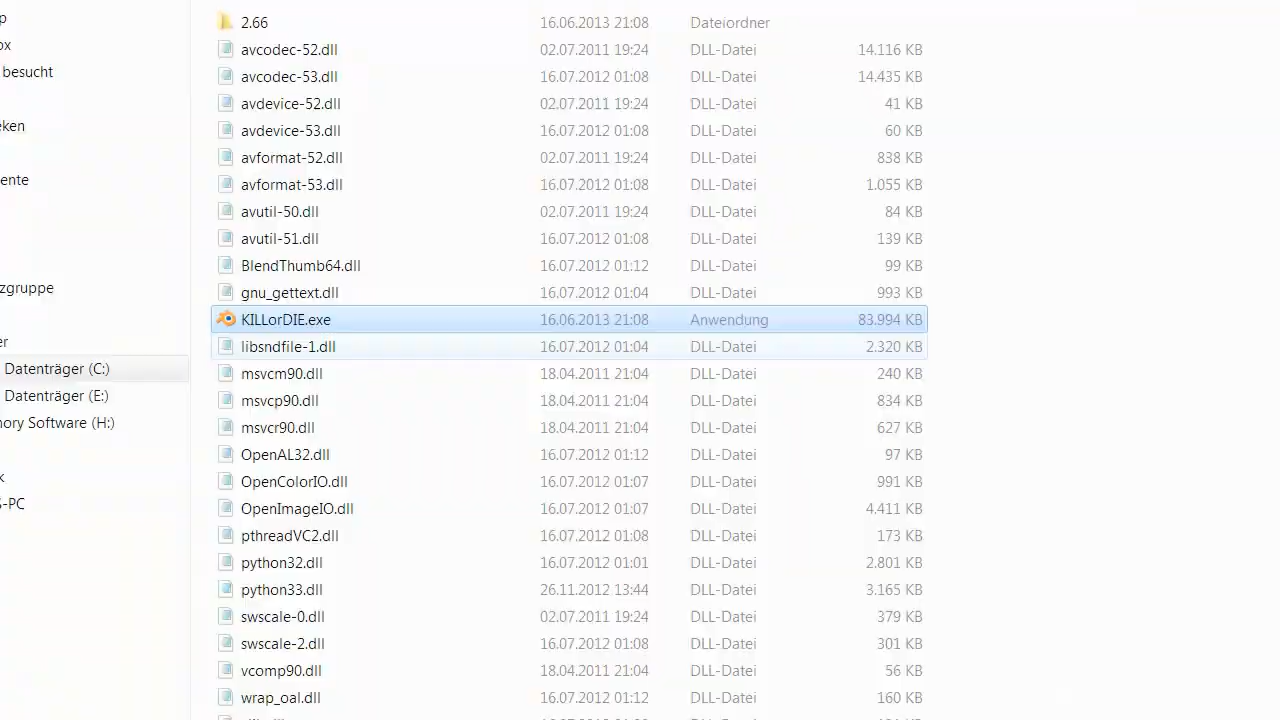 p
ox
besucht
eken
ente
zgruppe
er
Datenträger (C:)
Datenträger (E:)
nory Software (H:)
k
S-PC
2.66 16.06.2013 21:08 Dateiordner
avcodec-52.dll 02.07.2011 19:24 DLL-Datei 14.116 KB
avcodec-53.dll 16.07.2012 01:08 DLL-Datei 14.435 KB
avdevice-52.dll 02.07.2011 19:24 DLL-Datei 41 KB
avdevice-53.dll 16.07.2012 01:08 DLL-Datei 60 KB
avformat-52.dll 02.07.2011 19:24 DLL-Datei 838 KB
avformat-53.dll 16.07.2012 01:08 DLL-Datei 1.055 KB
avutil-50.dll 02.07.2011 19:24 DLL-Datei 84 KB
avutil-51.dll 16.07.2012 01:08 DLL-Datei 139 KB
BlendThumb64.dll 16.07.2012 01:12 DLL-Datei 99 KB
gnu_gettext.dll 16.07.2012 01:04 DLL-Datei 993 KB
KILLorDIE.exe 16.06.2013 21:08 Anwendung 83.994 KB
libsndfile-1.dll 16.07.2012 01:04 DLL-Datei 2.320 KB
msvcm90.dll 18.04.2011 21:04 DLL-Datei 240 KB
msvcp90.dll 18.04.2011 21:04 DLL-Datei 834 KB
msvcr90.dll 18.04.2011 21:04 DLL-Datei 627 KB
OpenAL32.dll 16.07.2012 01:12 DLL-Datei 97 KB
OpenColorIO.dll 16.07.2012 01:07 DLL-Datei 991 KB
OpenImageIO.dll 16.07.2012 01:07 DLL-Datei 4.411 KB
pthreadVC2.dll 16.07.2012 01:08 DLL-Datei 173 KB
python32.dll 16.07.2012 01:01 DLL-Datei 2.801 KB
python33.dll 26.11.2012 13:44 DLL-Datei 3.165 KB
swscale-0.dll 02.07.2011 19:24 DLL-Datei 379 KB
swscale-2.dll 16.07.2012 01:08 DLL-Datei 301 KB
vcomp90.dll 18.04.2011 21:04 DLL-Datei 56 KB
wrap_oal.dll 16.07.2012 01:12 DLL-Datei 160 KB